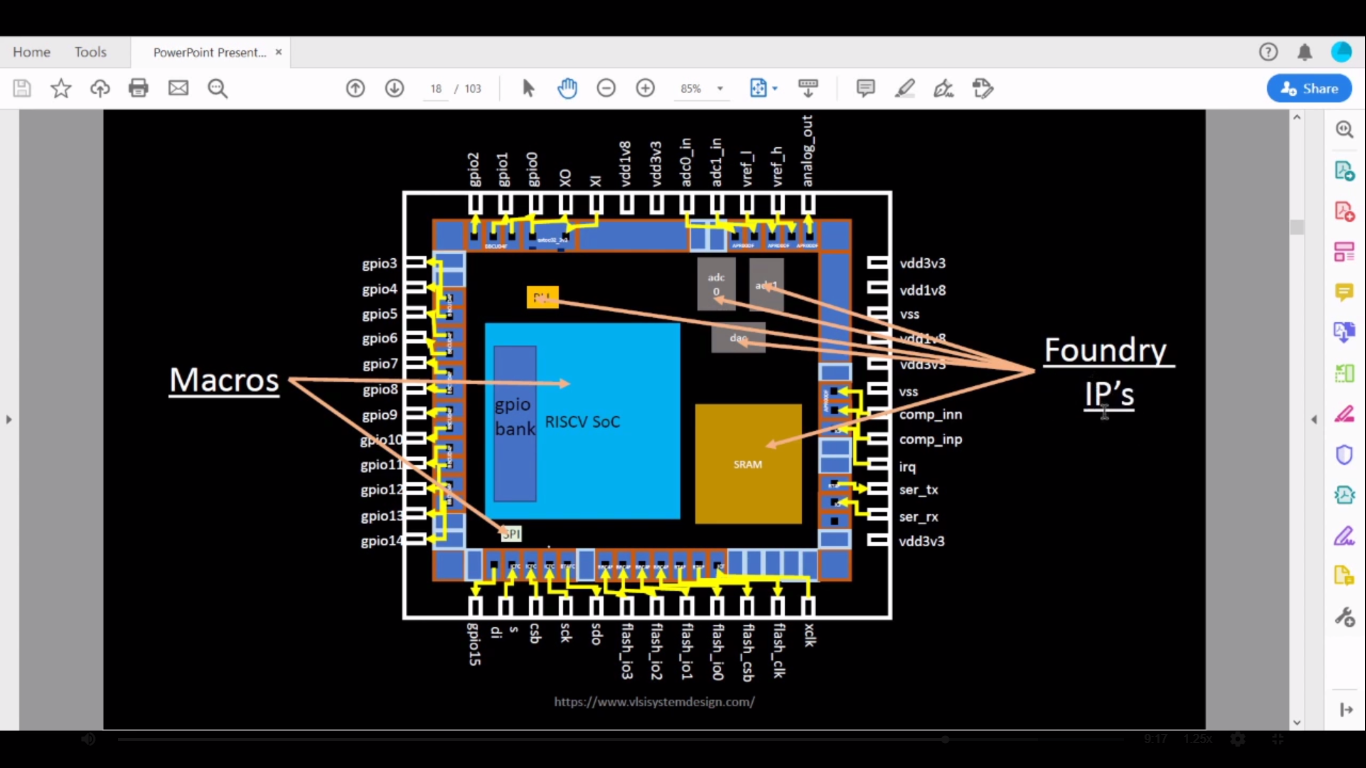 Home
Tools
PowerPoint Present...
18 / 103
85%
Share
gpio2
gpio1
gpio0
XO
XI
vdd1v8
vdd3v3
adc0_in
adc1_in
vref_l
vref_h
analog_out
gpio3
gpio4
gpio5
gpio6
gpio7
gpio8
gpio9
gpio10
gpio11
gpio12
gpio13
gpio14
Macros
adc
0
adc1
dac
gpio
bank
RISCV SoC
SRAM
SPI
vdd3v3
vdd1v8
vss
vdd1v8
vdd3v3
vss
comp_inn
comp_inp
irq
ser_tx
ser_rx
vdd3v3
Foundry
IP's
gpio15
di
s
csb
sck
sdo
flash_io3
flash_io2
flash_io1
flash_io0
flash_csb
flash_clk
xclk
https://www.vlsisystemdesign.com/
9:17
1.25x